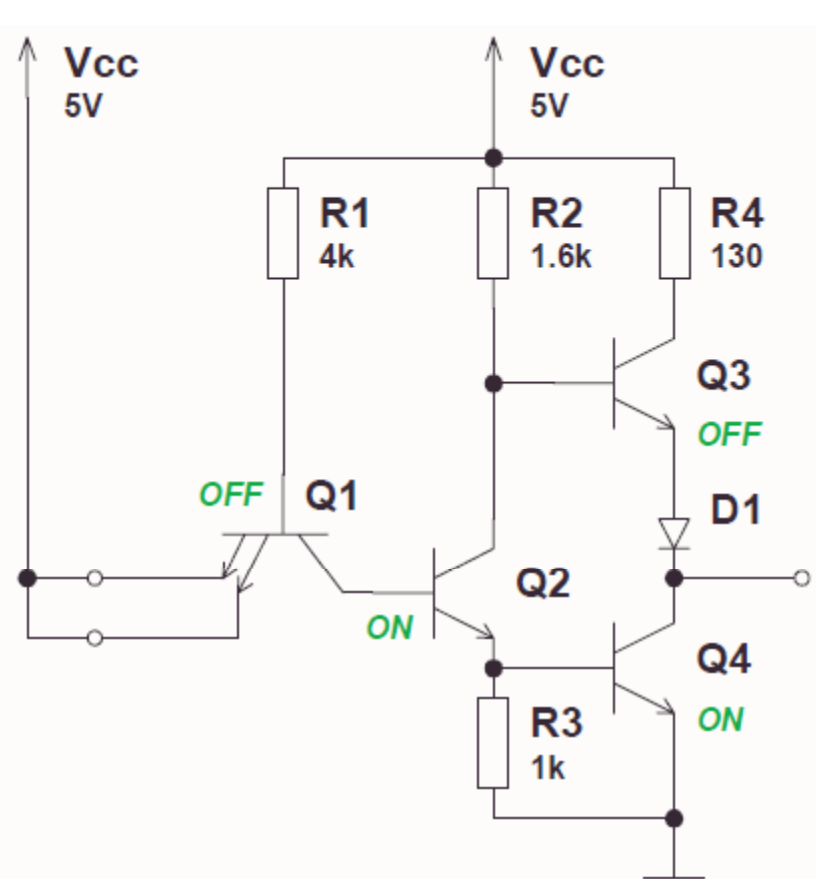 Vcc
5V
Vcc
5V
R1
4k
R2
1.6k
R4
130
Q3
OFF
OFF
Q1
D1
Q2
ON
Q4
ON
R3
1k